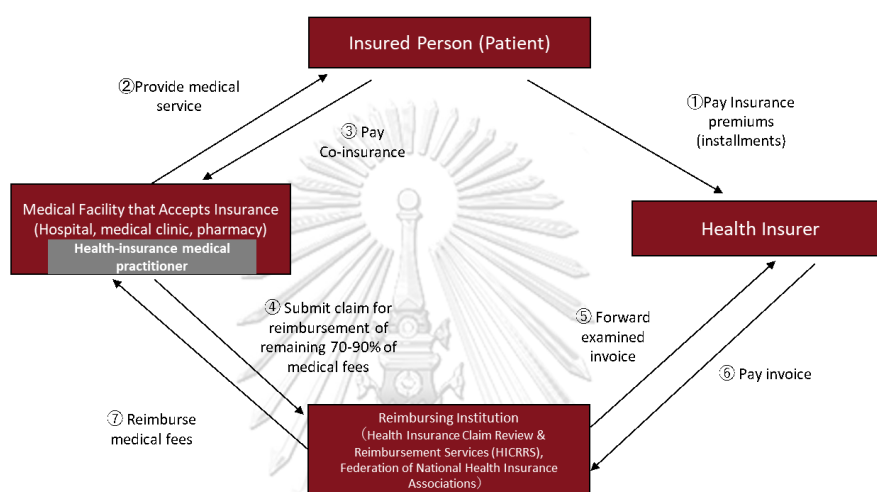 Insured Person (Patient)
②Provide medical
service
①Pay Insurance
premiums
(installments)
③ Pay
Co-insurance
Medical Facility that Accepts Insurance
(Hospital, medical clinic, pharmacy)
Health-insurance medical
practitioner
Health Insurer
④ Submit claim for
reimbursement of
remaining 70-90% of
medical fees
⑤ Forward
examined
invoice
⑥ Pay invoice
⑦ Reimburse
medical fees
Reimbursing Institution
（Health Insurance Claim Review &
Reimbursement Services (HICRRS),
Federation of National Health Insurance
Associations）